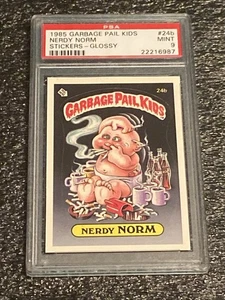 PSA
1985 GARBAGE PAIL KIDS #24b
NERDY NORM MINT
STICKERS-GLOSSY 9
22216987
GARBAGE PAIL KIDS
24b
NERDY NORM